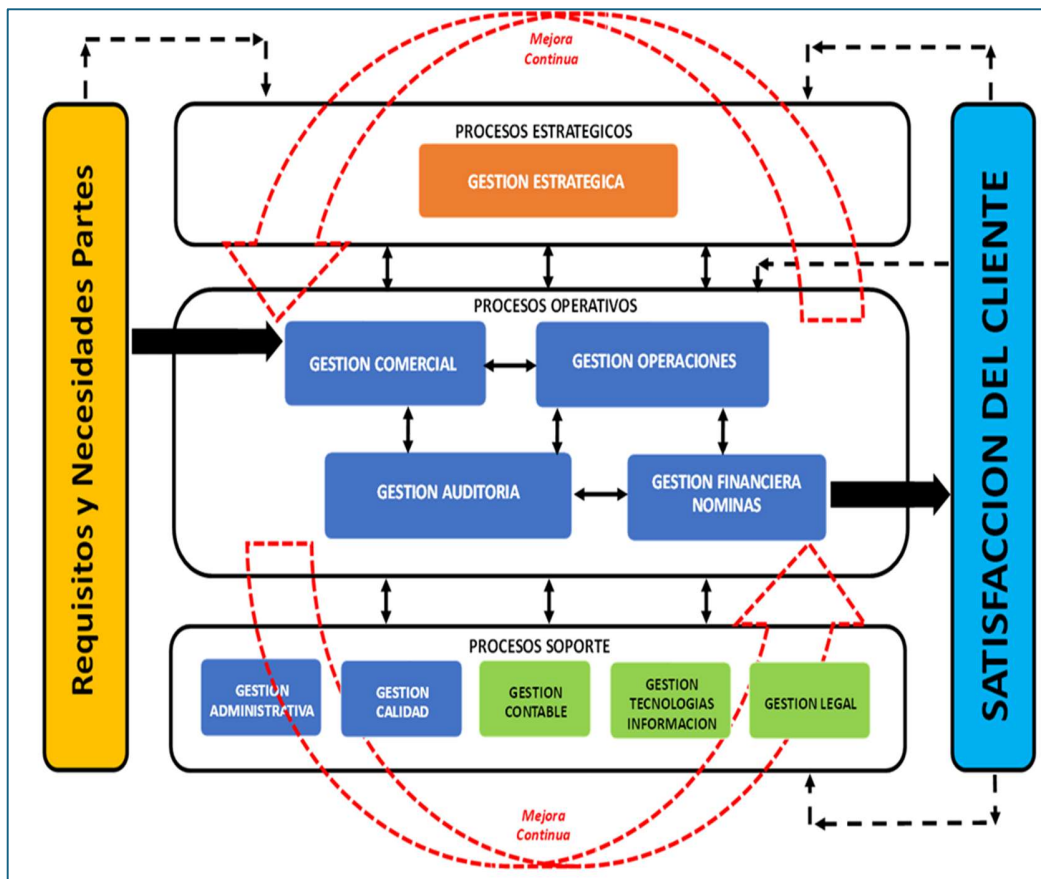 Mejora
Continua
Requisitos y Necesidades Partes
PROCESOS ESTRATEGICOS
GESTION ESTRATEGICA
PROCESOS OPERATIVOS
GESTION COMERCIAL
GESTION OPERACIONES
GESTION AUDITORIA
GESTION FINANCIERA
NOMINAS
PROCESOS SOPORTE
GESTION
ADMINISTRATIVA
GESTION
CALIDAD
GESTION
CONTABLE
GESTION
TECNOLOGIAS
INFORMACION
GESTION LEGAL
SATISFACCION DEL CLIENTE
Mejora
Continua